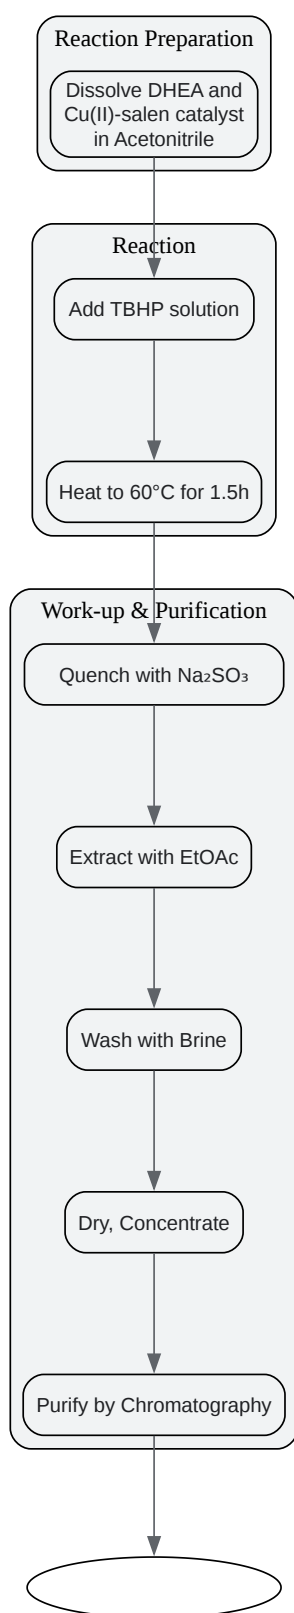 Reaction Preparation
Dissolve DHEA and
Cu(II)-salen catalyst
in Acetonitrile
Reaction
Add TBHP solution
Heat to 60°C for 1.5h
Work-up & Purification
Quench with Na₂SO₃
Extract with EtOAc
Wash with Brine
Dry, Concentrate
Purify by Chromatography